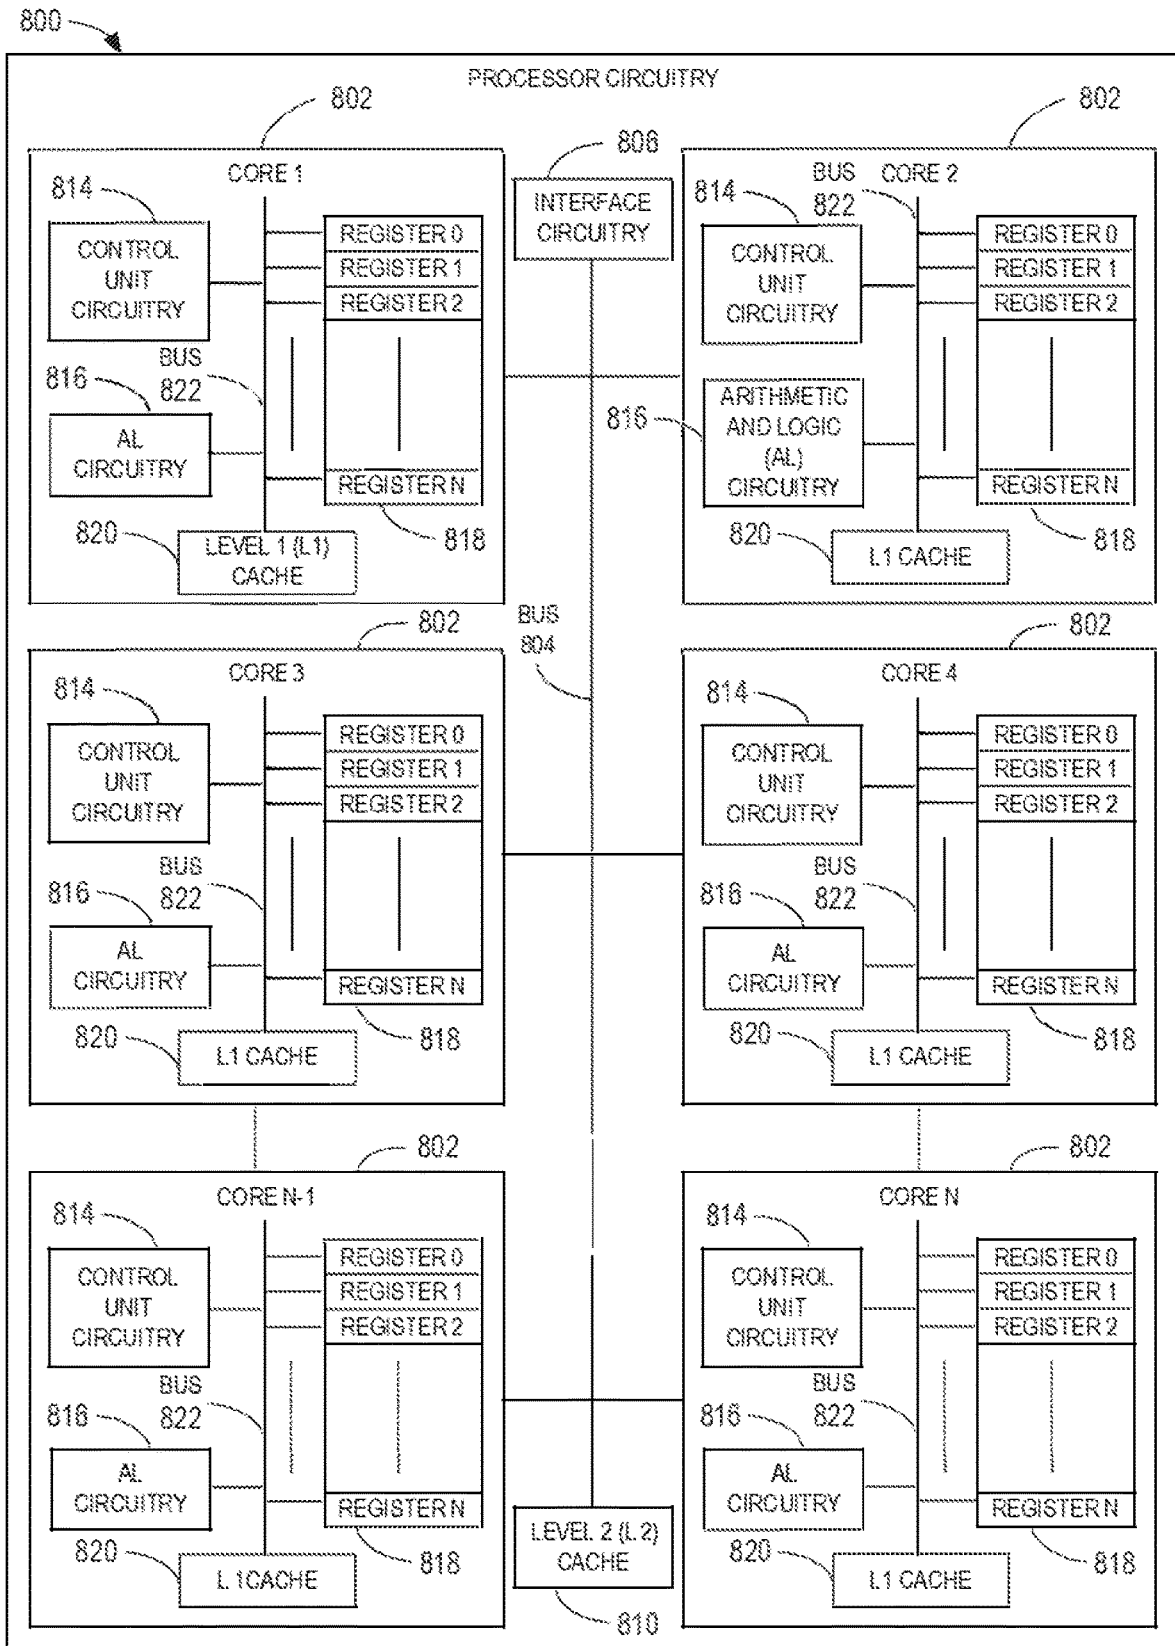 800
PROCESSOR CIRCUITRY
802
CORE 1
814
CONTROL
UNIT
CIRCUITRY
REGISTER 0
REGISTER 1
REGISTER 2
BUS
822
816
AL
CIRCUITRY
REGISTER N
818
820
LEVEL 1 (L1)
CACHE
806
INTERFACE
CIRCUITRY
802
BUS
822
CORE 2
814
CONTROL
UNIT
CIRCUITRY
REGISTER 0
REGISTER 1
REGISTER 2
816
ARITHMETIC
AND LOGIC
(AL)
CIRCUITRY
REGISTER N
818
820
L1 CACHE
BUS
804
802
CORE 3
814
CONTROL
UNIT
CIRCUITRY
REGISTER 0
REGISTER 1
REGISTER 2
BUS
822
816
AL
CIRCUITRY
REGISTER N
818
820
L1 CACHE
802
CORE 4
814
CONTROL
UNIT
CIRCUITRY
REGISTER 0
REGISTER 1
REGISTER 2
BUS
822
816
AL
CIRCUITRY
REGISTER N
818
820
L1 CACHE
802
CORE N-1
814
CONTROL
UNIT
CIRCUITRY
REGISTER 0
REGISTER 1
REGISTER 2
BUS
822
816
AL
CIRCUITRY
REGISTER N
818
820
L1 CACHE
802
CORE N
814
CONTROL
UNIT
CIRCUITRY
REGISTER 0
REGISTER 1
REGISTER 2
BUS
822
816
AL
CIRCUITRY
REGISTER N
818
820
L1 CACHE
LEVEL 2 (L2)
CACHE
810